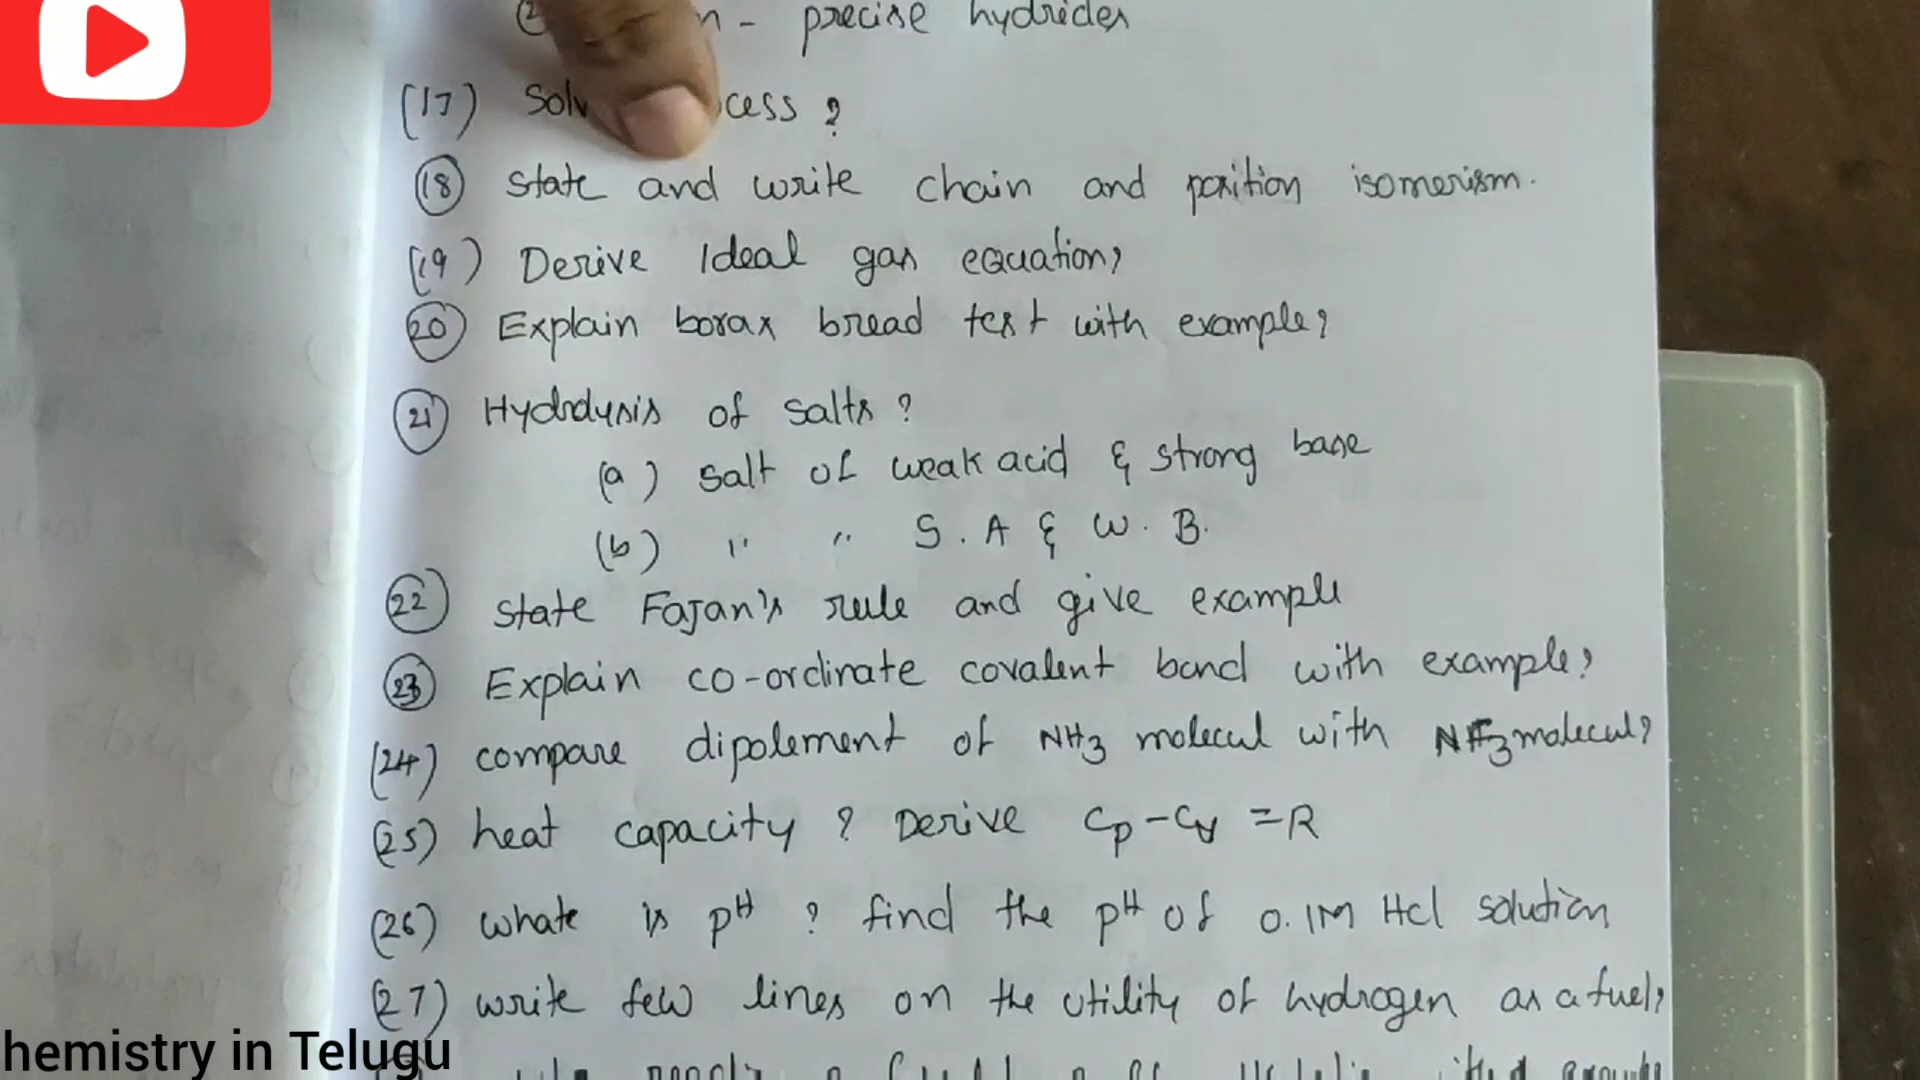 precise hydrides
(17) cess ?
(18) State and write chain and position isomerism.
(19) Derive Ideal gas equation?
(20) Explain borax bread test with example?
(21) Hydrolysis of salts ?
(a) salt of weak acid & strong base
(b) " " S.A & W.B.
(22) State Fajan's rule and give example
(23) Explain co-ordinate covalent bond with example?
(24) compare dipolement of NH3 molecul with NF3 molecul?
(25) heat capacity ? Derive Cp-Cv =R
(26) whate is pH ? find the pH of 0.1M Hcl solution
(27) write few lines on the utility of hydrogen as a fuel?
hemistry in Telugu